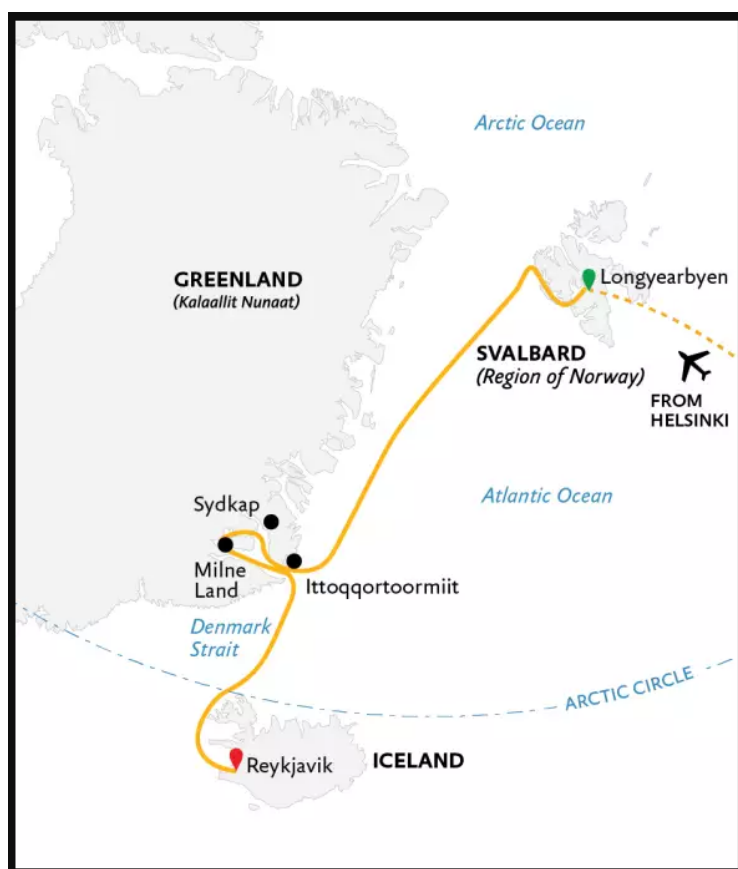 Arctic Ocean
GREENLAND
(Kalaallit Nunaat)
Longyearbyen
SVALBARD
(Region of Norway)
FROM
HELSINKI
Sydkap
Atlantic Ocean
Milne
Land
Ittoqqortoormiit
Denmark
Strait
ARCTIC CIRCLE
Reykjavik
ICELAND